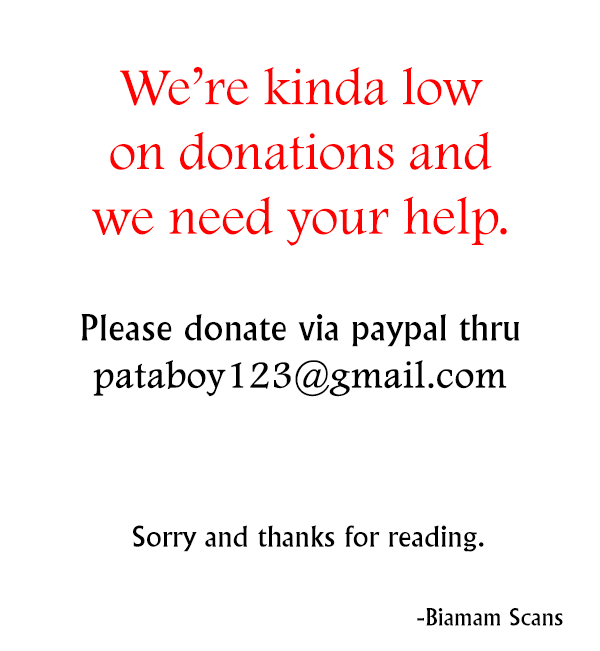 We're kinda low
on donations and
we need your help.
Please donate via paypal thru
pataboy123@gmail.com
Sorry and thanks for reading.
-Biamam Scans